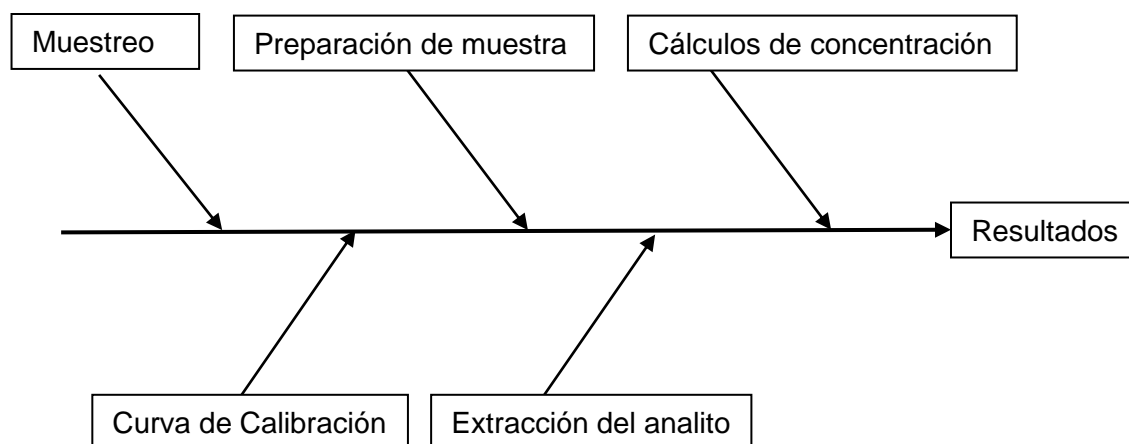 Muestreo
Preparación de muestra
Cálculos de concentración
Resultados
Curva de Calibración
Extracción del analito